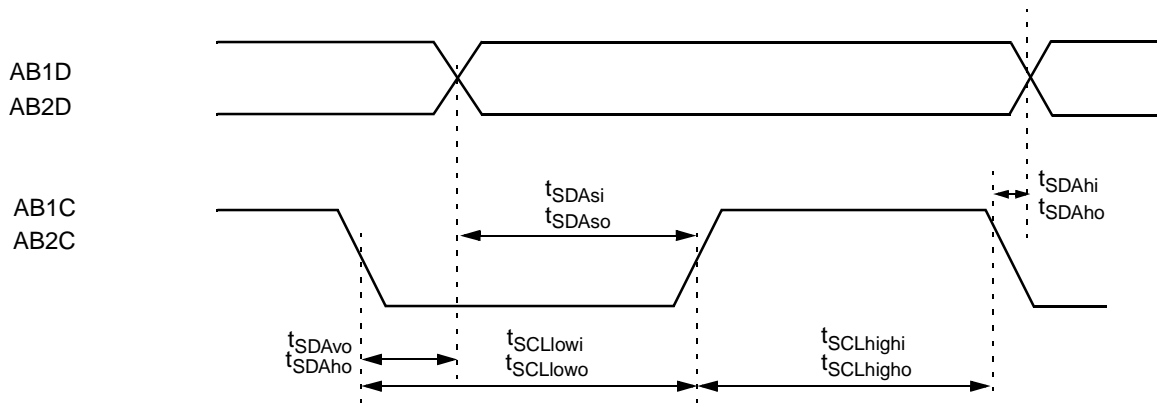 AB1D
AB2D
AB1C
AB2C
tSDAsi
tSDAso
tSDAhi
tSDAho
tSDAvo
tSDAho
tSCLlowi
tSCLlowo
tSCLhighi
tSCLhigho